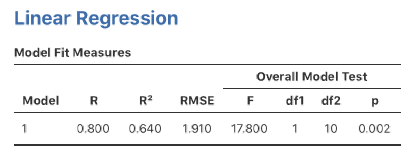 Linear Regression
Model Fit Measures
Overall Model Test
Model R R² RMSE F df1 df2 p
1 0.800 0.640 1.910 17.800 1 10 0.002